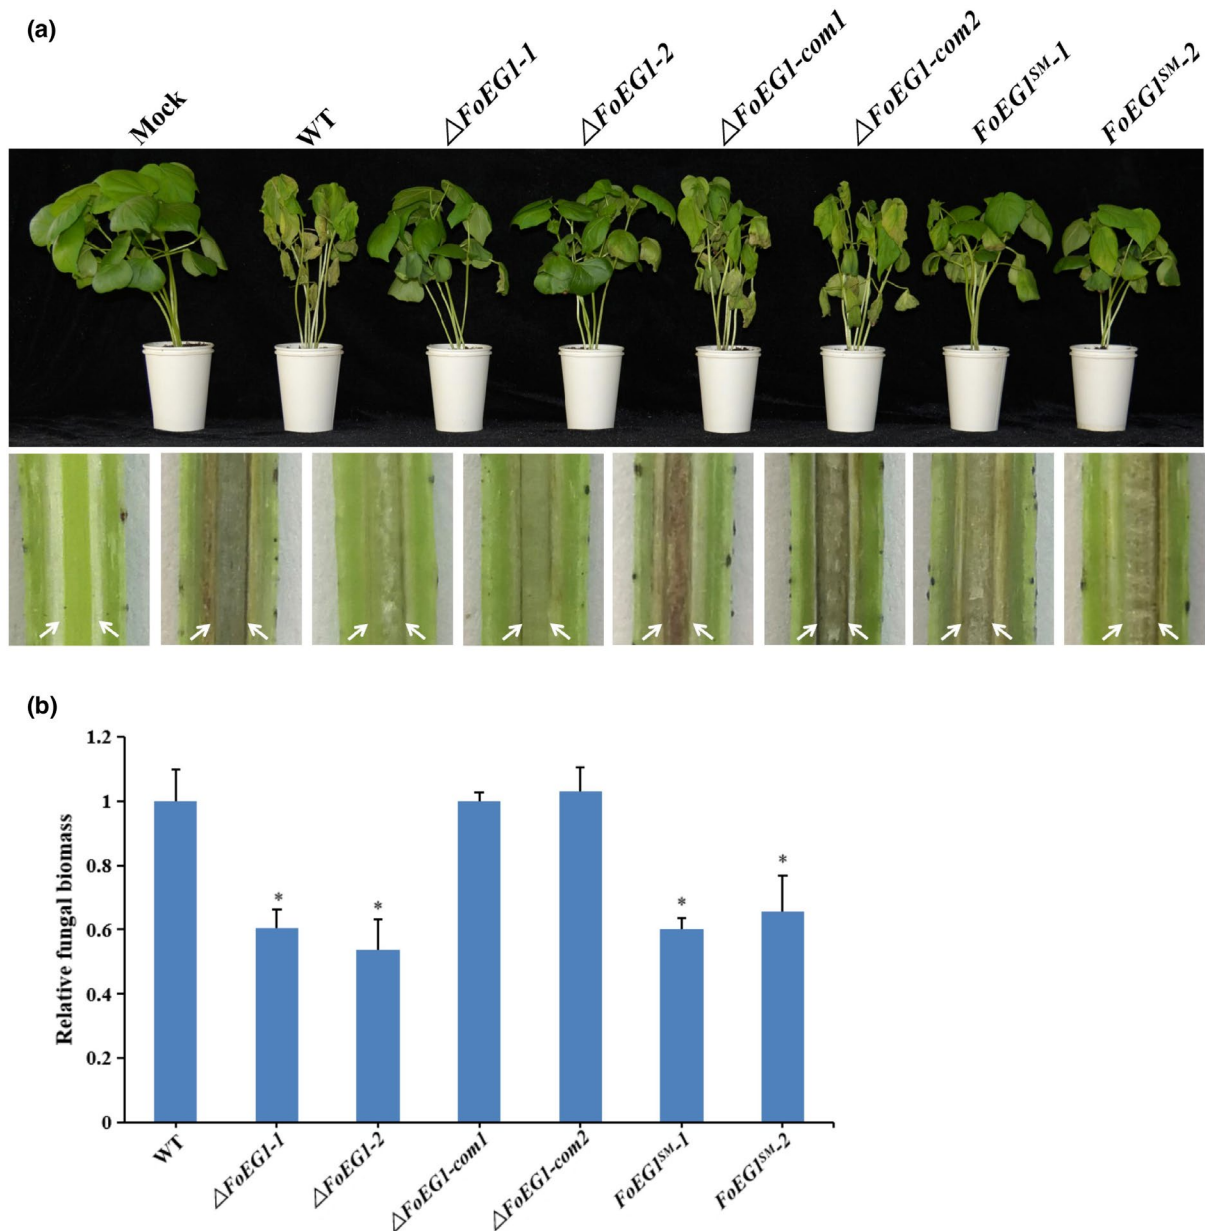 (a)
Mock
WT
△FoEG1-1
△FoEG1-2
△FoEG1-com1
△FoEG1-com2
FoEG1ˢᴹ-1
FoEG1ˢᴹ-2
(b)
1.2
1
0.8
0.6
0.4
0.2
0
Relative fungal biomass
*
*
*
*
WT
△FoEG1-1
△FoEG1-2
△FoEG1-com1
△FoEG1-com2
FoEG1ˢᴹ-1
FoEG1ˢᴹ-2